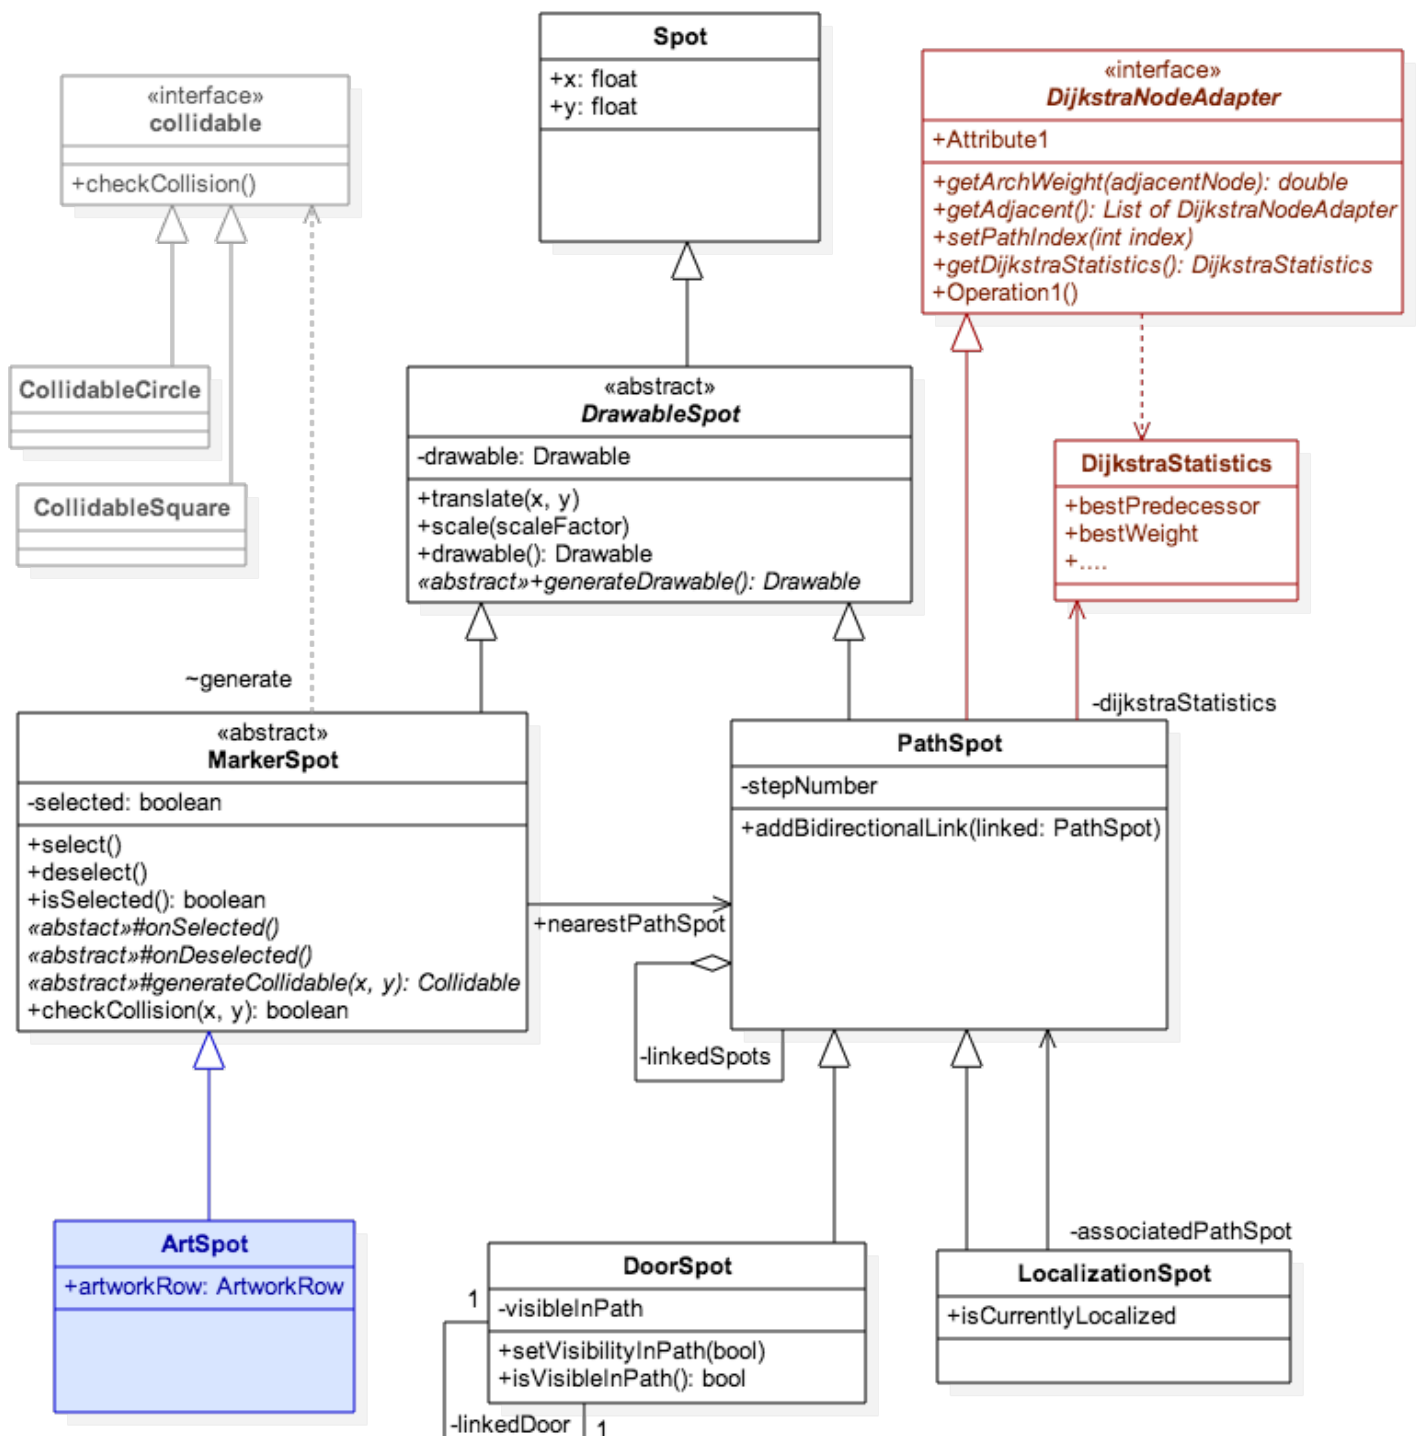 «interface»
collidable
+checkCollision()
Spot
+x: float
+y: float
«interface»
DijkstraNodeAdapter
+Attribute1
+getArchWeight(adjacentNode): double
+getAdjacent(): List of DijkstraNodeAdapter
+setPathIndex(int index)
+getDijkstraStatistics(): DijkstraStatistics
+Operation1()
CollidableCircle
CollidableSquare
«abstract»
DrawableSpot
-drawable: Drawable
+translate(x, y)
+scale(scaleFactor)
+drawable(): Drawable
«abstract»+generateDrawable(): Drawable
DijkstraStatistics
+bestPredecessor
+bestWeight
+....
~generate
-dijkstraStatistics
«abstract»
MarkerSpot
-selected: boolean
+select()
+deselect()
+isSelected(): boolean
«abstact»#onSelected()
«abstract»#onDeselected()
«abstract»#generateCollidable(x, y): Collidable
+checkCollision(x, y): boolean
+nearestPathSpot
PathSpot
-stepNumber
+addBidirectionalLink(linked: PathSpot)
-linkedSpots
-associatedPathSpot
ArtSpot
+artworkRow: ArtworkRow
DoorSpot
-visibleInPath
+setVisibilityInPath(bool)
+isVisibleInPath(): bool
1
-linkedDoor
1
LocalizationSpot
+isCurrentlyLocalized